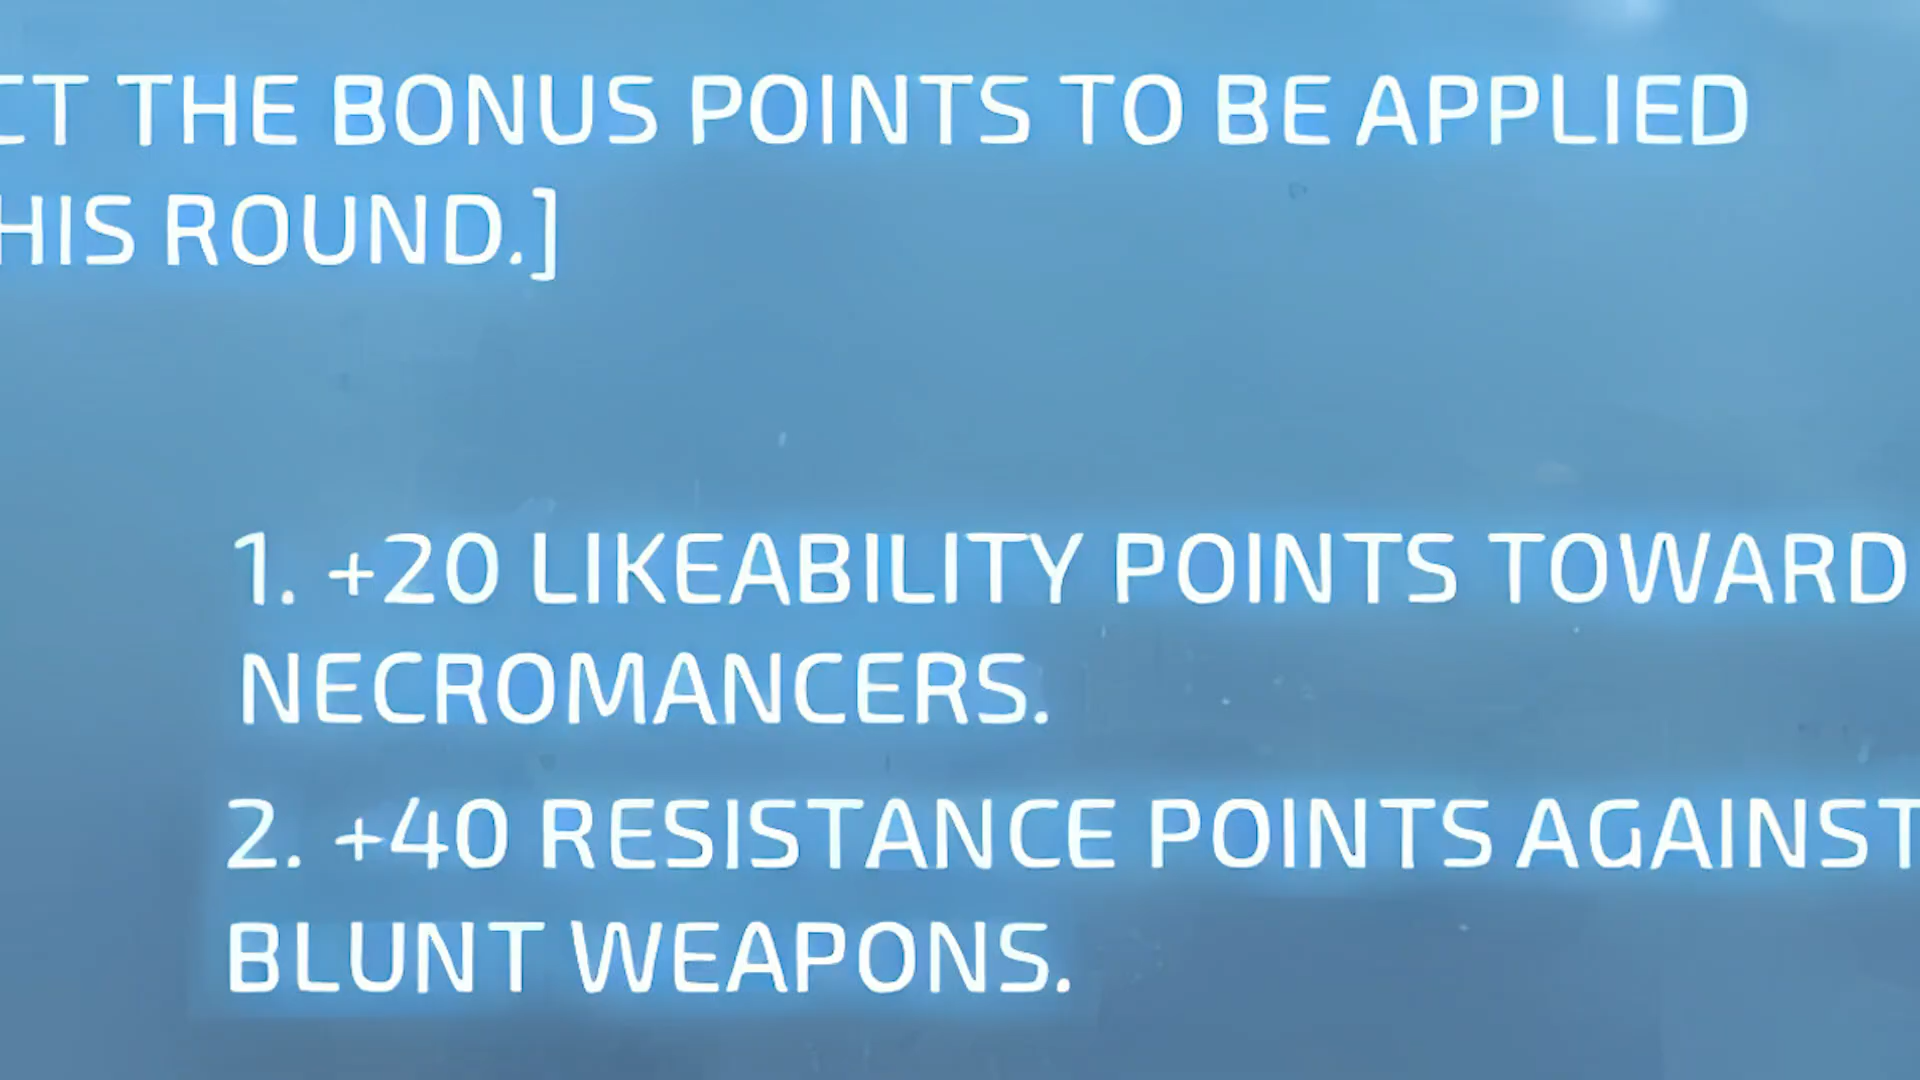 CT THE BONUS POINTS TO BE APPLIED
HIS ROUND.]
1. +20 LIKEABILITY POINTS TOWARD
NECROMANCERS.
2. +40 RESISTANCE POINTS AGAINST
BLUNT WEAPONS.